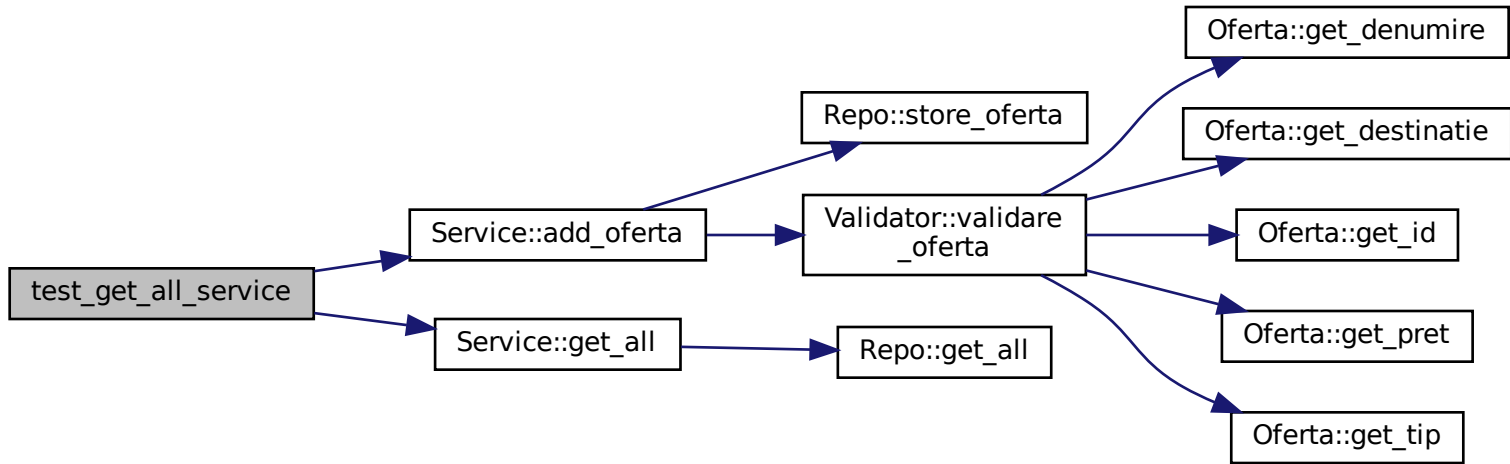 test_get_all_service
Service::add_oferta
Service::get_all
Repo::store_oferta
Validator::validare
_oferta
Repo::get_all
Oferta::get_denumire
Oferta::get_destinatie
Oferta::get_id
Oferta::get_pret
Oferta::get_tip